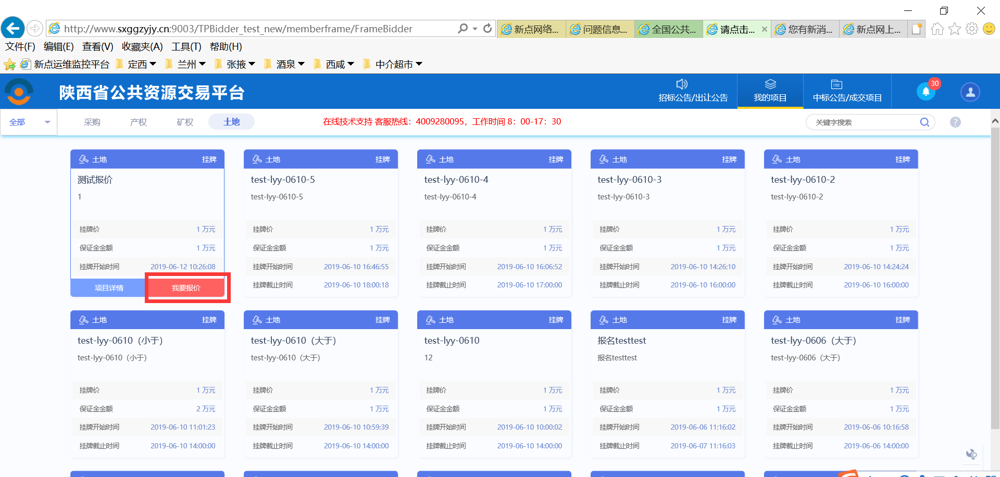 http://www.sxggzyjy.cn:9003/TPBidder_test_new/memberframe/FrameBidder
新点网络...
问题信息...
全国公共...
请点击...
您有新消...
新点网上...
文件(F) 编辑(E) 查看(V) 收藏夹(A) 工具(T) 帮助(H)
新点运维监控平台 定西 兰州 张掖 酒泉 西咸 中介超市
陕西省公共资源交易平台
招标公告/出让公告
我的项目
中标公告/成交项目
30
全部 采购 产权 矿权 土地
在线技术支持 客服热线：4009280095，工作时间 8：00-17：30
关键字搜索
?
土地 挂牌
测试报价
1
挂牌价 1 万元
保证金金额 1 万元
挂牌开始时间 2019-06-12 10:26:08
项目详情 我要报价
土地 挂牌
test-lyy-0610-5
test-lyy-0610-5
挂牌价 1 万元
保证金金额 1 万元
挂牌开始时间 2019-06-10 16:46:55
挂牌截止时间 2019-06-10 18:00:18
土地 挂牌
test-lyy-0610-4
test-lyy-0610-4
挂牌价 1 万元
保证金金额 1 万元
挂牌开始时间 2019-06-10 16:06:52
挂牌截止时间 2019-06-10 17:00:00
土地 挂牌
test-lyy-0610-3
test-lyy-0610-3
挂牌价 1 万元
保证金金额 1 万元
挂牌开始时间 2019-06-10 14:26:10
挂牌截止时间 2019-06-10 16:00:00
土地 挂牌
test-lyy-0610-2
test-lyy-0610-2
挂牌价 1 万元
保证金金额 1 万元
挂牌开始时间 2019-06-10 14:24:24
挂牌截止时间 2019-06-10 16:00:00
土地 挂牌
test-lyy-0610（小于）
test-lyy-0610（小于）
挂牌价 1 万元
保证金金额 2 万元
挂牌开始时间 2019-06-10 11:01:23
挂牌截止时间 2019-06-10 14:00:00
土地 挂牌
test-lyy-0610（大于）
test-lyy-0610（大于）
挂牌价 1 万元
保证金金额 1 万元
挂牌开始时间 2019-06-10 10:59:39
挂牌截止时间 2019-06-10 14:00:00
土地 挂牌
test-lyy-0610
12
挂牌价 1 万元
保证金金额 1 万元
挂牌开始时间 2019-06-10 10:00:02
挂牌截止时间 2019-06-10 14:00:00
土地 挂牌
报名testtest
报名testtest
挂牌价 1 万元
保证金金额 1 万元
挂牌开始时间 2019-06-06 11:16:02
挂牌截止时间 2019-06-07 11:16:03
土地 挂牌
test-lyy-0606（大于）
test-lyy-0606（大于）
挂牌价 1 万元
保证金金额 1 万元
挂牌开始时间 2019-06-06 10:16:58
挂牌截止时间 2019-06-06 14:00:00